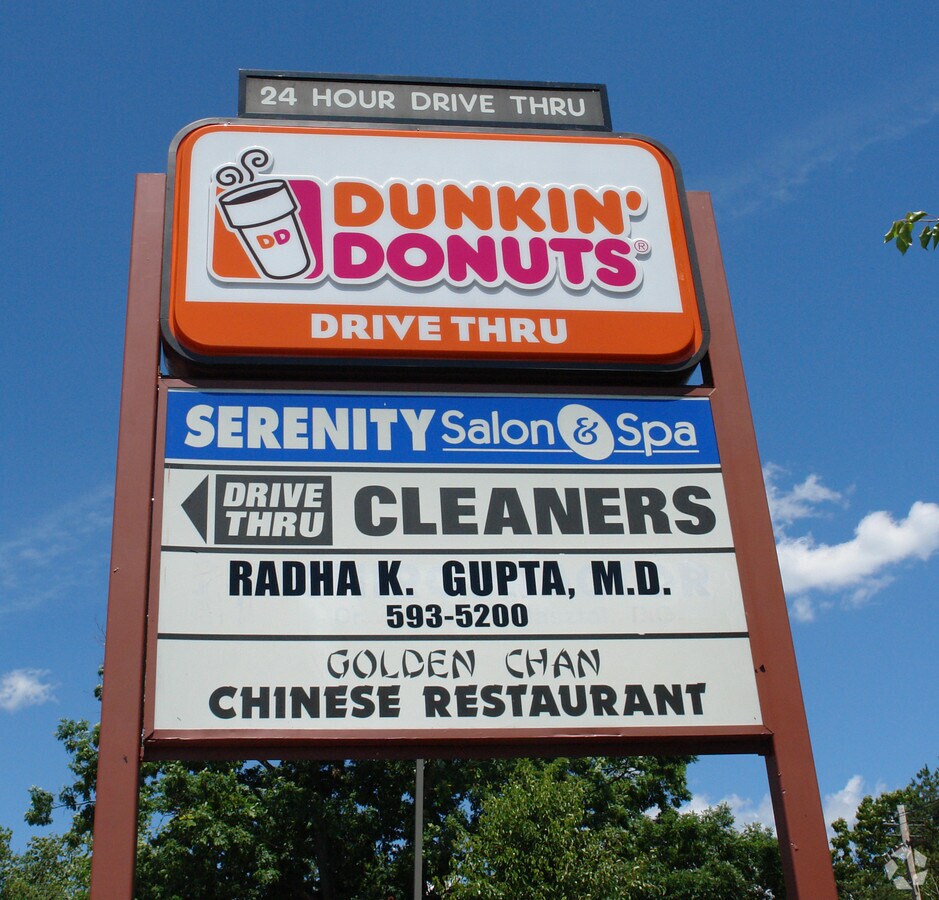 24 HOUR DRIVE THRU
DD
DUNKIN'
DONUTS®
DRIVE THRU
SERENITY Salon & Spa
DRIVE THRU CLEANERS
RADHA K. GUPTA, M.D.
593-5200
GOLDEN CHAN
CHINESE RESTAURANT